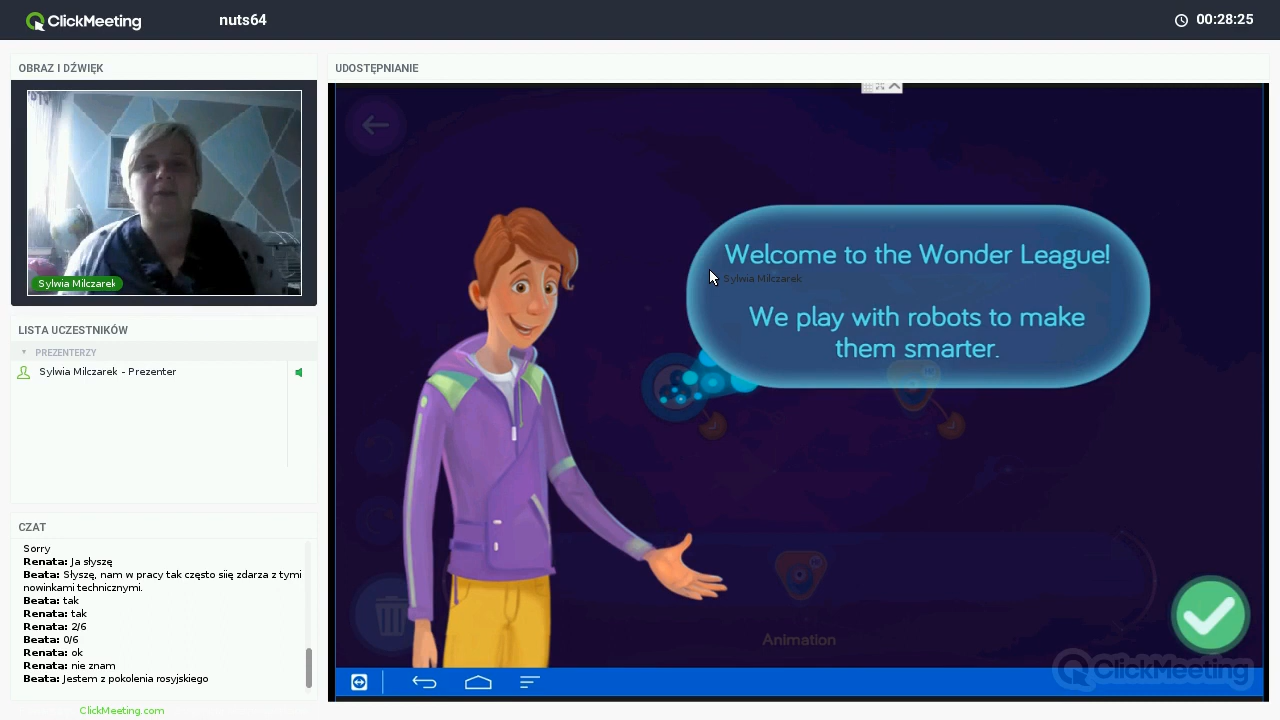 ClickMeeting
nuts64
00:28:25
OBRAZ I DŹWIĘK
Sylwia Milczarek
LISTA UCZESTNIKÓW
PREZENTERZY
Sylwia Milczarek - Prezenter
CZAT
Sorry
Renata: Ja słyszę
Beata: Słyszę, nam w pracy tak często siię zdarza z tymi
nowinkami technicznymi.
Beata: tak
Renata: tak
Renata: 2/6
Beata: 0/6
Renata: ok
Renata: nie znam
Beata: Jestem z pokolenia rosyjskiego
ClickMeeting.com
UDOSTĘPNIANIE
Welcome to the Wonder League!
Sylwia Milczarek
We play with robots to make
them smarter.
Animation
ClickMeeting